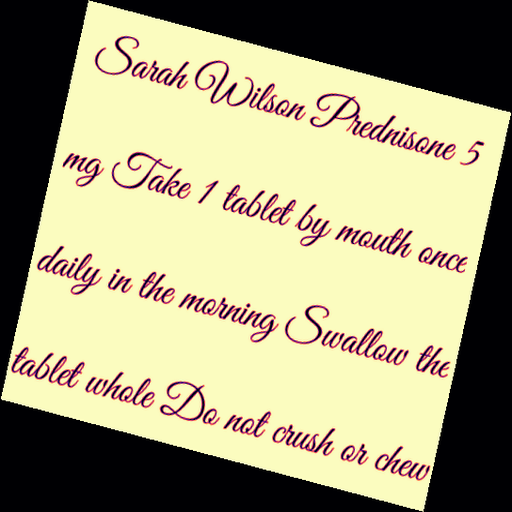 Sarah Wilson Prednisone 5
mg Take 1 tablet by mouth once
daily in the morning Swallow the
tablet whole Do not crush or chew